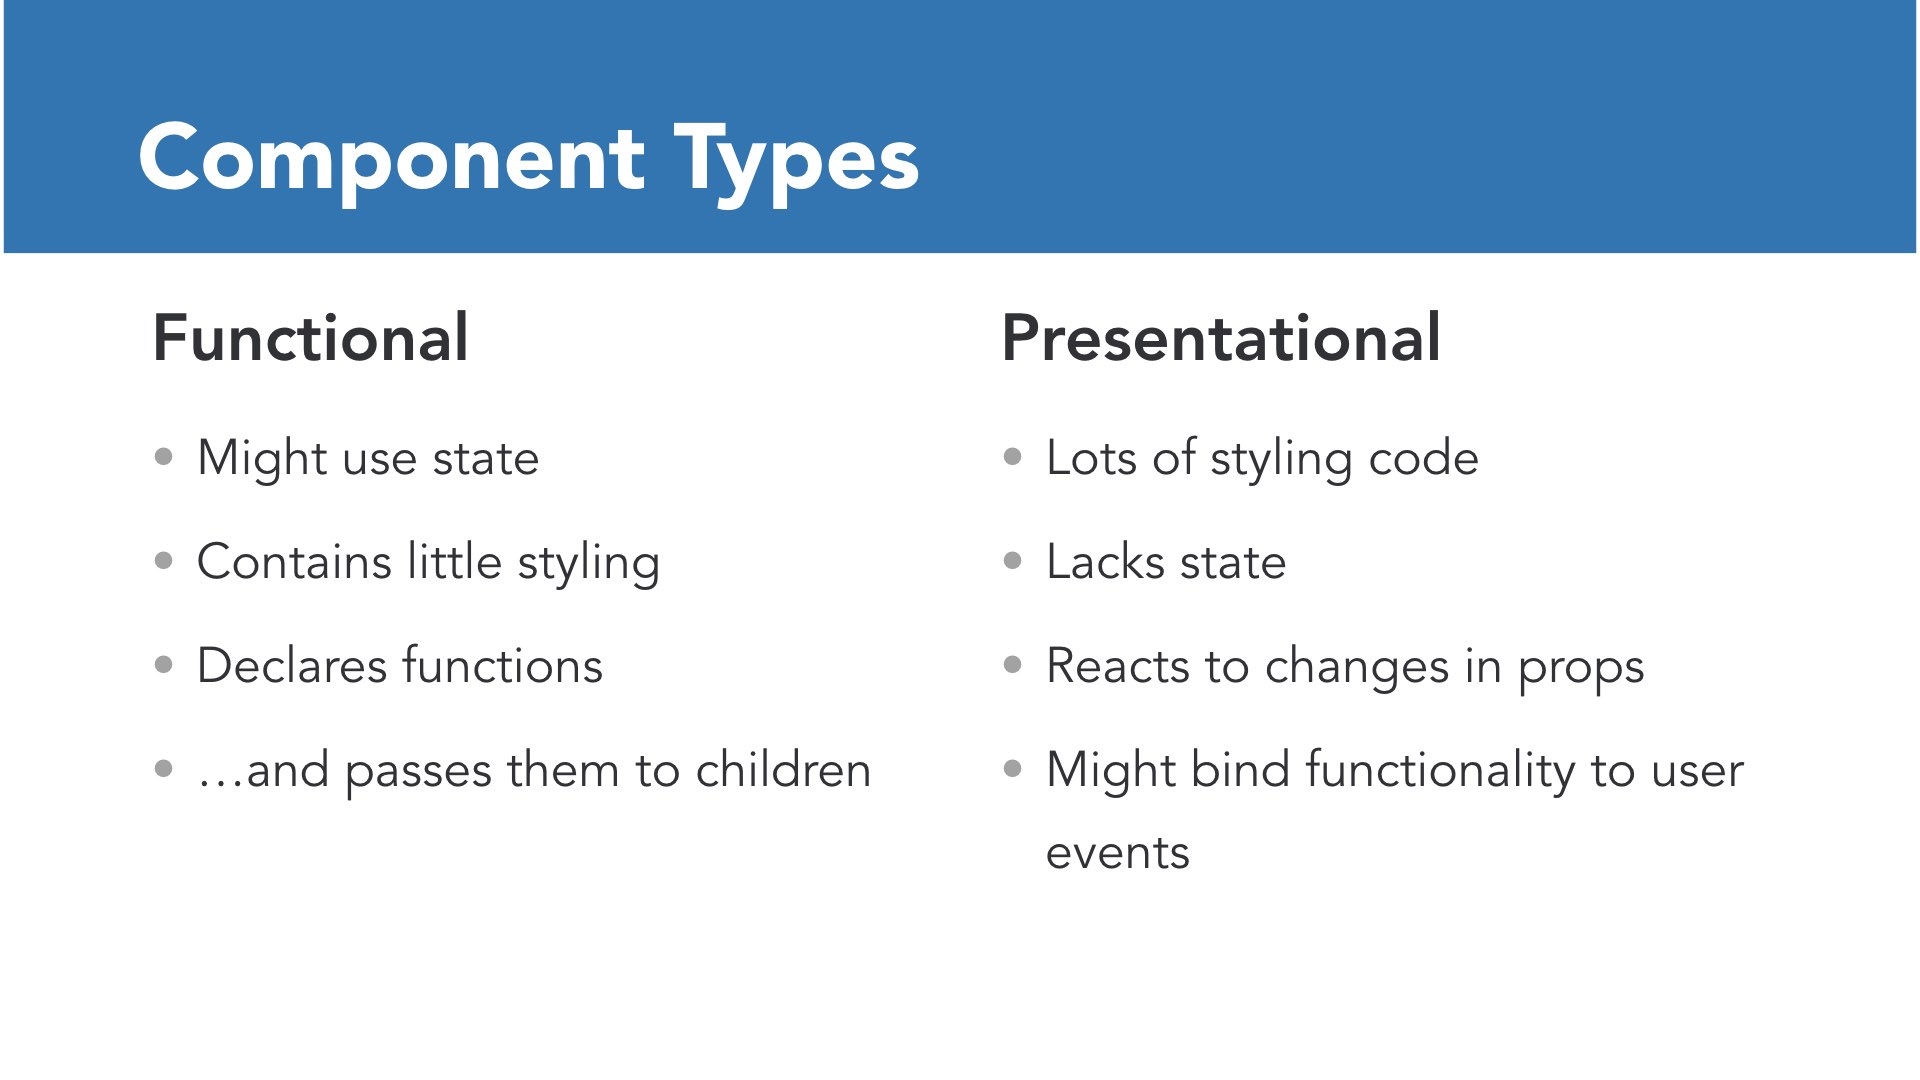 Component Types
Functional
• Might use state
• Contains little styling
• Declares functions
• …and passes them to children
Presentational
• Lots of styling code
• Lacks state
• Reacts to changes in props
• Might bind functionality to user
events